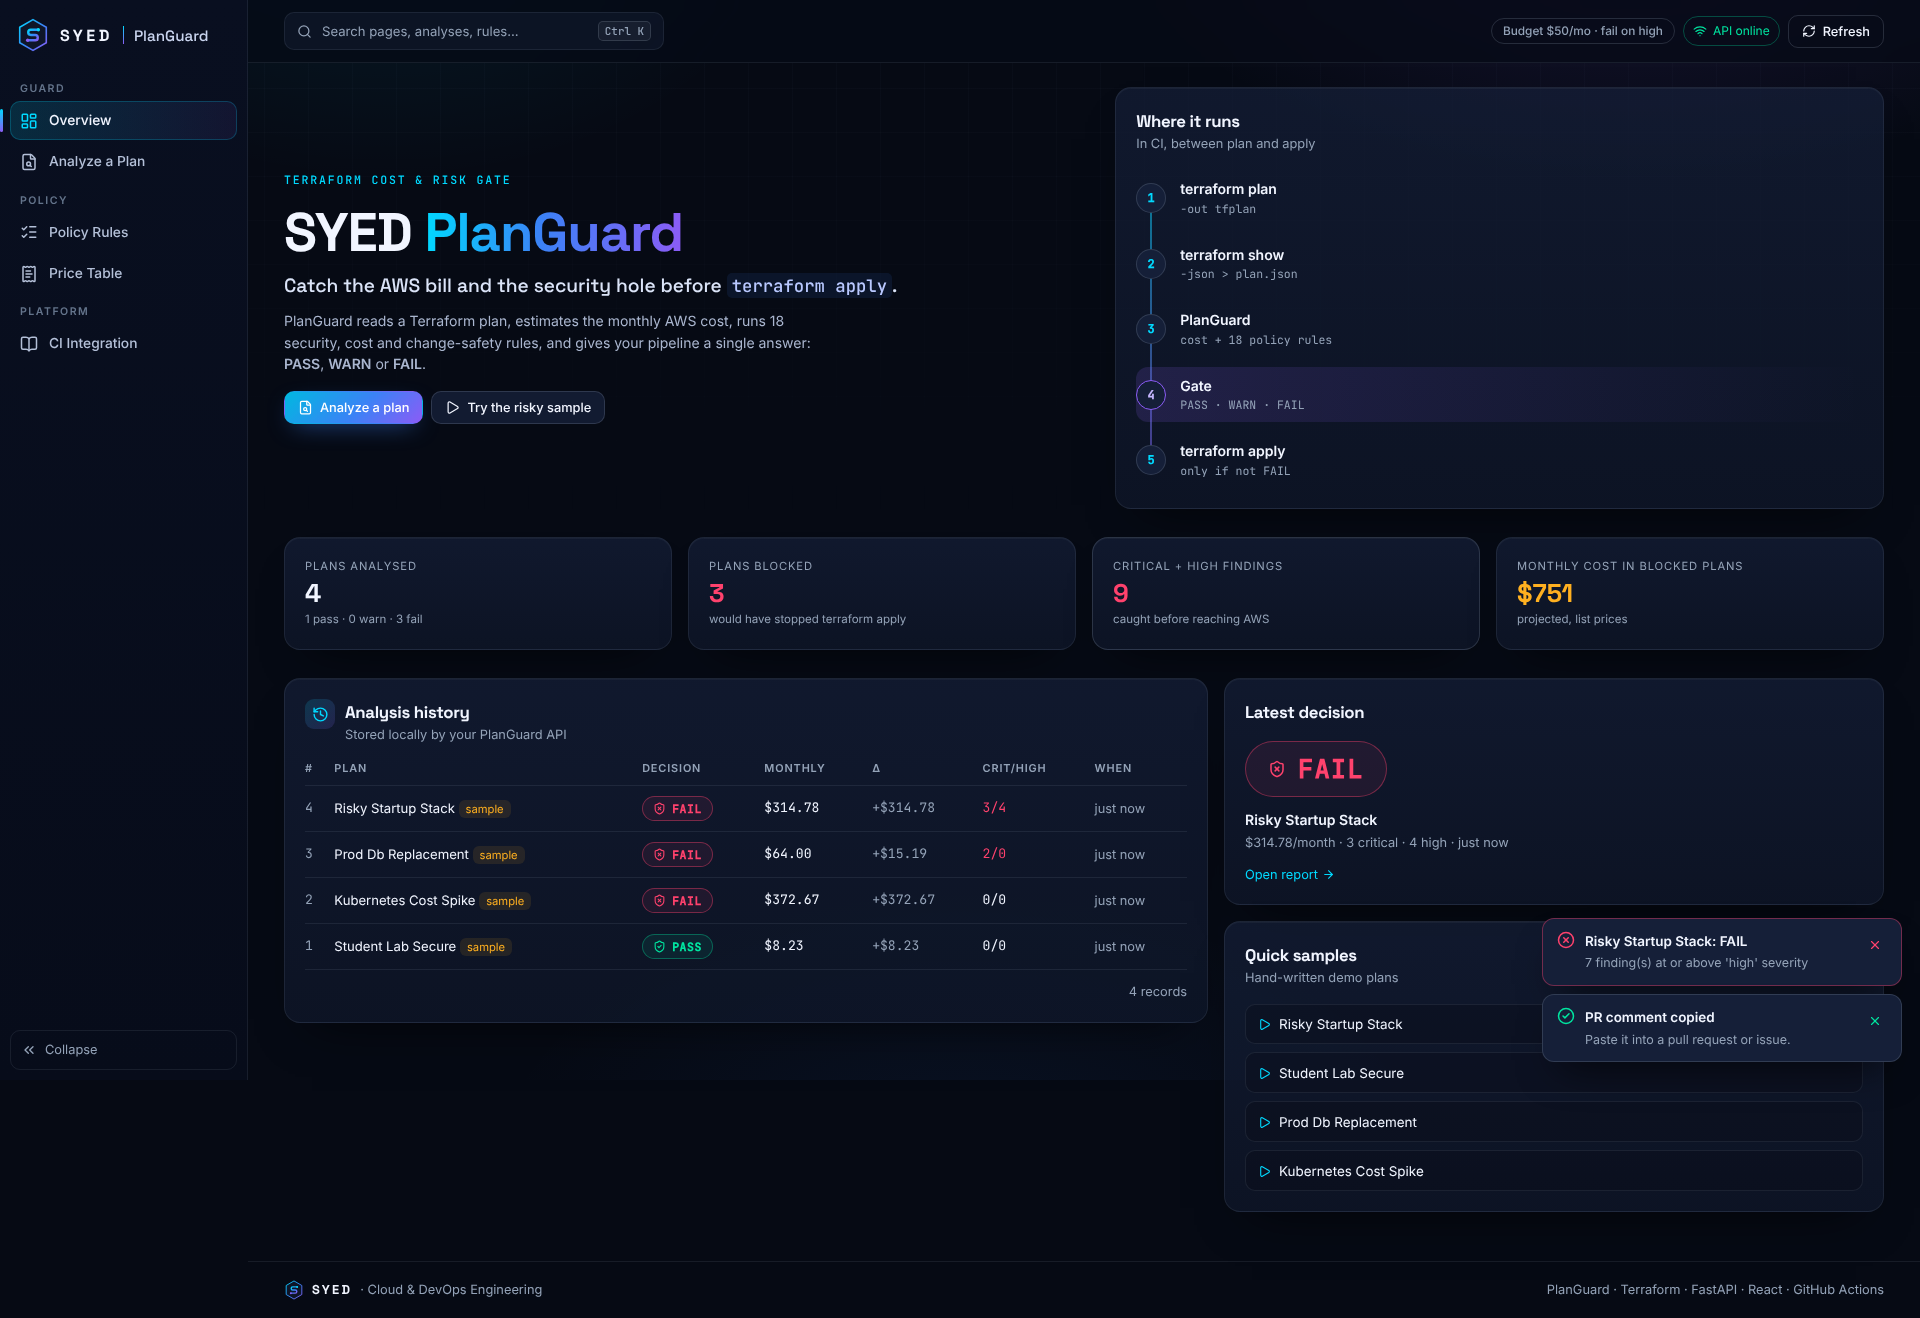 SYED | PlanGuard
GUARD
Overview
Analyze a Plan
POLICY
Policy Rules
Price Table
PLATFORM
CI Integration
Collapse
Search pages, analyses, rules...
Ctrl K
Budget $50/mo · fail on high
API online
Refresh
TERRAFORM COST & RISK GATE
SYED PlanGuard
Catch the AWS bill and the security hole before terraform apply.
PlanGuard reads a Terraform plan, estimates the monthly AWS cost, runs 18
security, cost and change-safety rules, and gives your pipeline a single answer:
PASS, WARN or FAIL.
Analyze a plan
Try the risky sample
Where it runs
In CI, between plan and apply
1
terraform plan
-out tfplan
2
terraform show
-json > plan.json
3
PlanGuard
cost + 18 policy rules
4
Gate
PASS · WARN · FAIL
5
terraform apply
only if not FAIL
PLANS ANALYSED
4
1 pass · 0 warn · 3 fail
PLANS BLOCKED
3
would have stopped terraform apply
CRITICAL + HIGH FINDINGS
9
caught before reaching AWS
MONTHLY COST IN BLOCKED PLANS
$751
projected, list prices
Analysis history
Stored locally by your PlanGuard API
# PLAN DECISION MONTHLY Δ CRIT/HIGH WHEN
4 Risky Startup Stack sample FAIL $314.78 +$314.78 3/4 just now
3 Prod Db Replacement sample FAIL $64.00 +$15.19 2/0 just now
2 Kubernetes Cost Spike sample FAIL $372.67 +$372.67 0/0 just now
1 Student Lab Secure sample PASS $8.23 +$8.23 0/0 just now
4 records
Latest decision
FAIL
Risky Startup Stack
$314.78/month · 3 critical · 4 high · just now
Open report →
Quick samples
Hand-written demo plans
Risky Startup Stack
Student Lab Secure
Prod Db Replacement
Kubernetes Cost Spike
Risky Startup Stack: FAIL
7 finding(s) at or above 'high' severity
PR comment copied
Paste it into a pull request or issue.
SYED · Cloud & DevOps Engineering
PlanGuard · Terraform · FastAPI · React · GitHub Actions